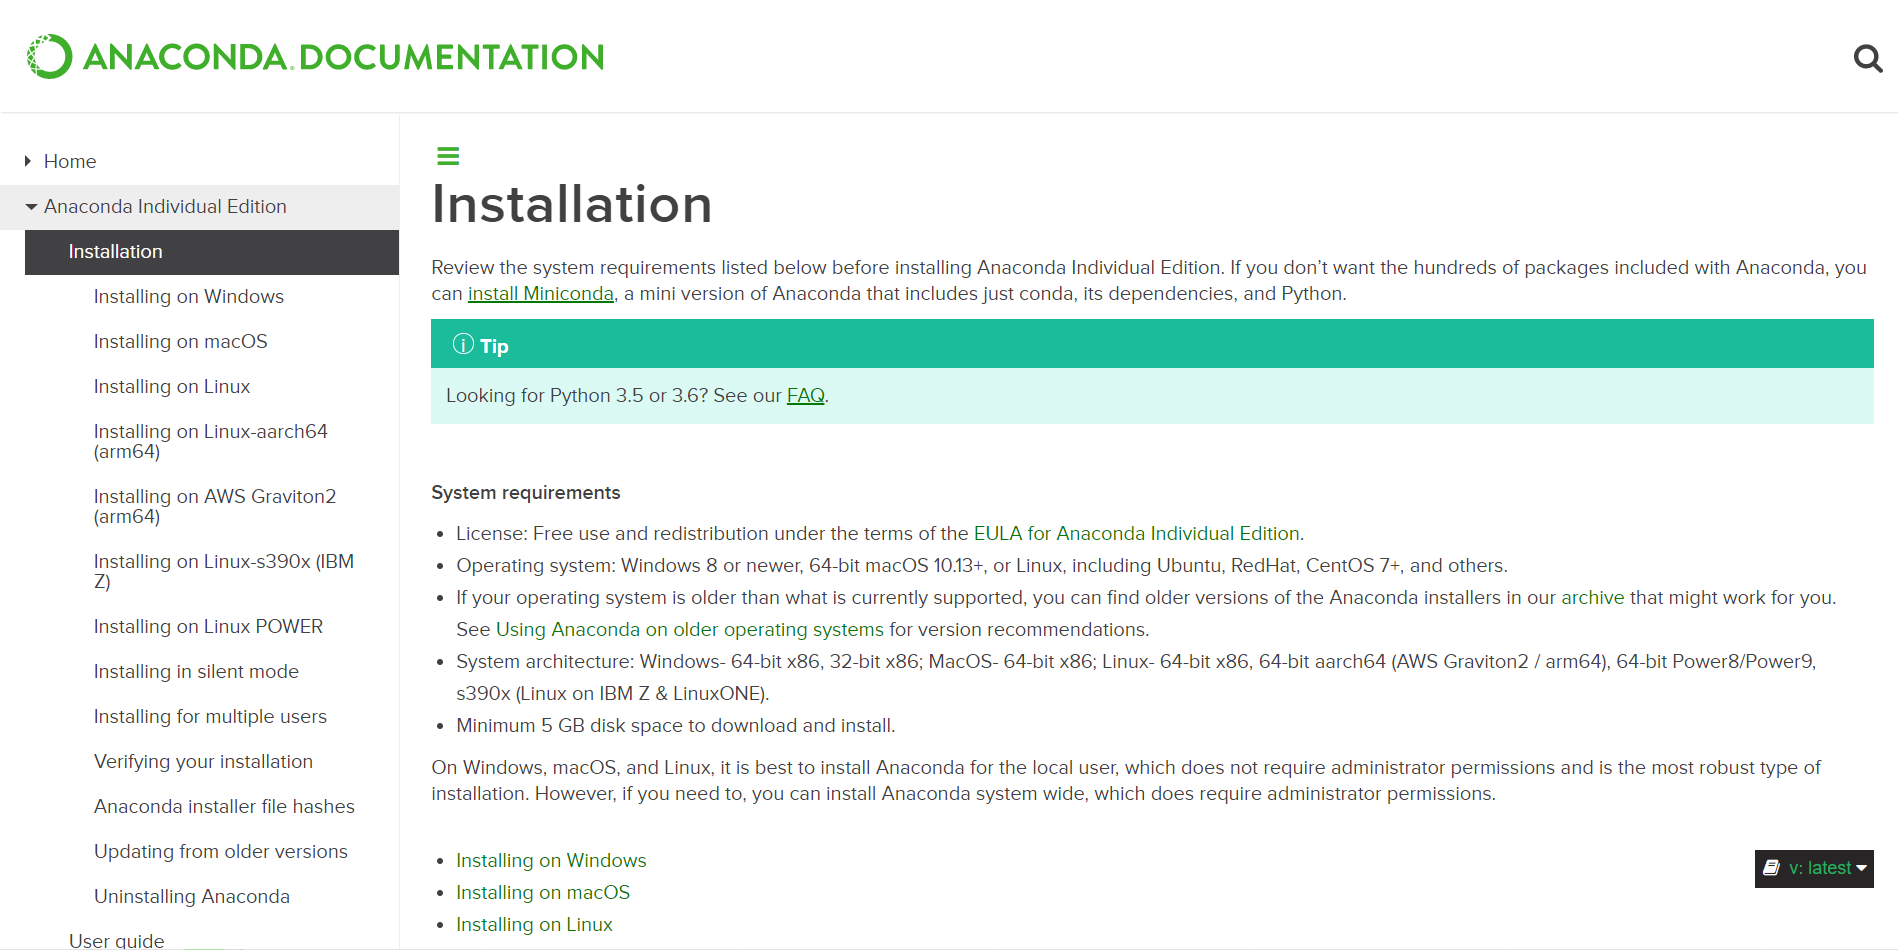 ANACONDA.DOCUMENTATION
Home
Anaconda Individual Edition
Installation
Installing on Windows
Installing on macOS
Installing on Linux
Installing on Linux-aarch64
(arm64)
Installing on AWS Graviton2
(arm64)
Installing on Linux-s390x (IBM
Z)
Installing on Linux POWER
Installing in silent mode
Installing for multiple users
Verifying your installation
Anaconda installer file hashes
Updating from older versions
Uninstalling Anaconda
User guide
Installation
Review the system requirements listed below before installing Anaconda Individual Edition. If you don’t want the hundreds of packages included with Anaconda, you
can install Miniconda, a mini version of Anaconda that includes just conda, its dependencies, and Python.
Tip
Looking for Python 3.5 or 3.6? See our FAQ.
System requirements
• License: Free use and redistribution under the terms of the EULA for Anaconda Individual Edition.
• Operating system: Windows 8 or newer, 64-bit macOS 10.13+, or Linux, including Ubuntu, RedHat, CentOS 7+, and others.
• If your operating system is older than what is currently supported, you can find older versions of the Anaconda installers in our archive that might work for you.
See Using Anaconda on older operating systems for version recommendations.
• System architecture: Windows- 64-bit x86, 32-bit x86; MacOS- 64-bit x86; Linux- 64-bit x86, 64-bit aarch64 (AWS Graviton2 / arm64), 64-bit Power8/Power9,
s390x (Linux on IBM Z & LinuxONE).
• Minimum 5 GB disk space to download and install.
On Windows, macOS, and Linux, it is best to install Anaconda for the local user, which does not require administrator permissions and is the most robust type of
installation. However, if you need to, you can install Anaconda system wide, which does require administrator permissions.
• Installing on Windows
• Installing on macOS
• Installing on Linux
v: latest